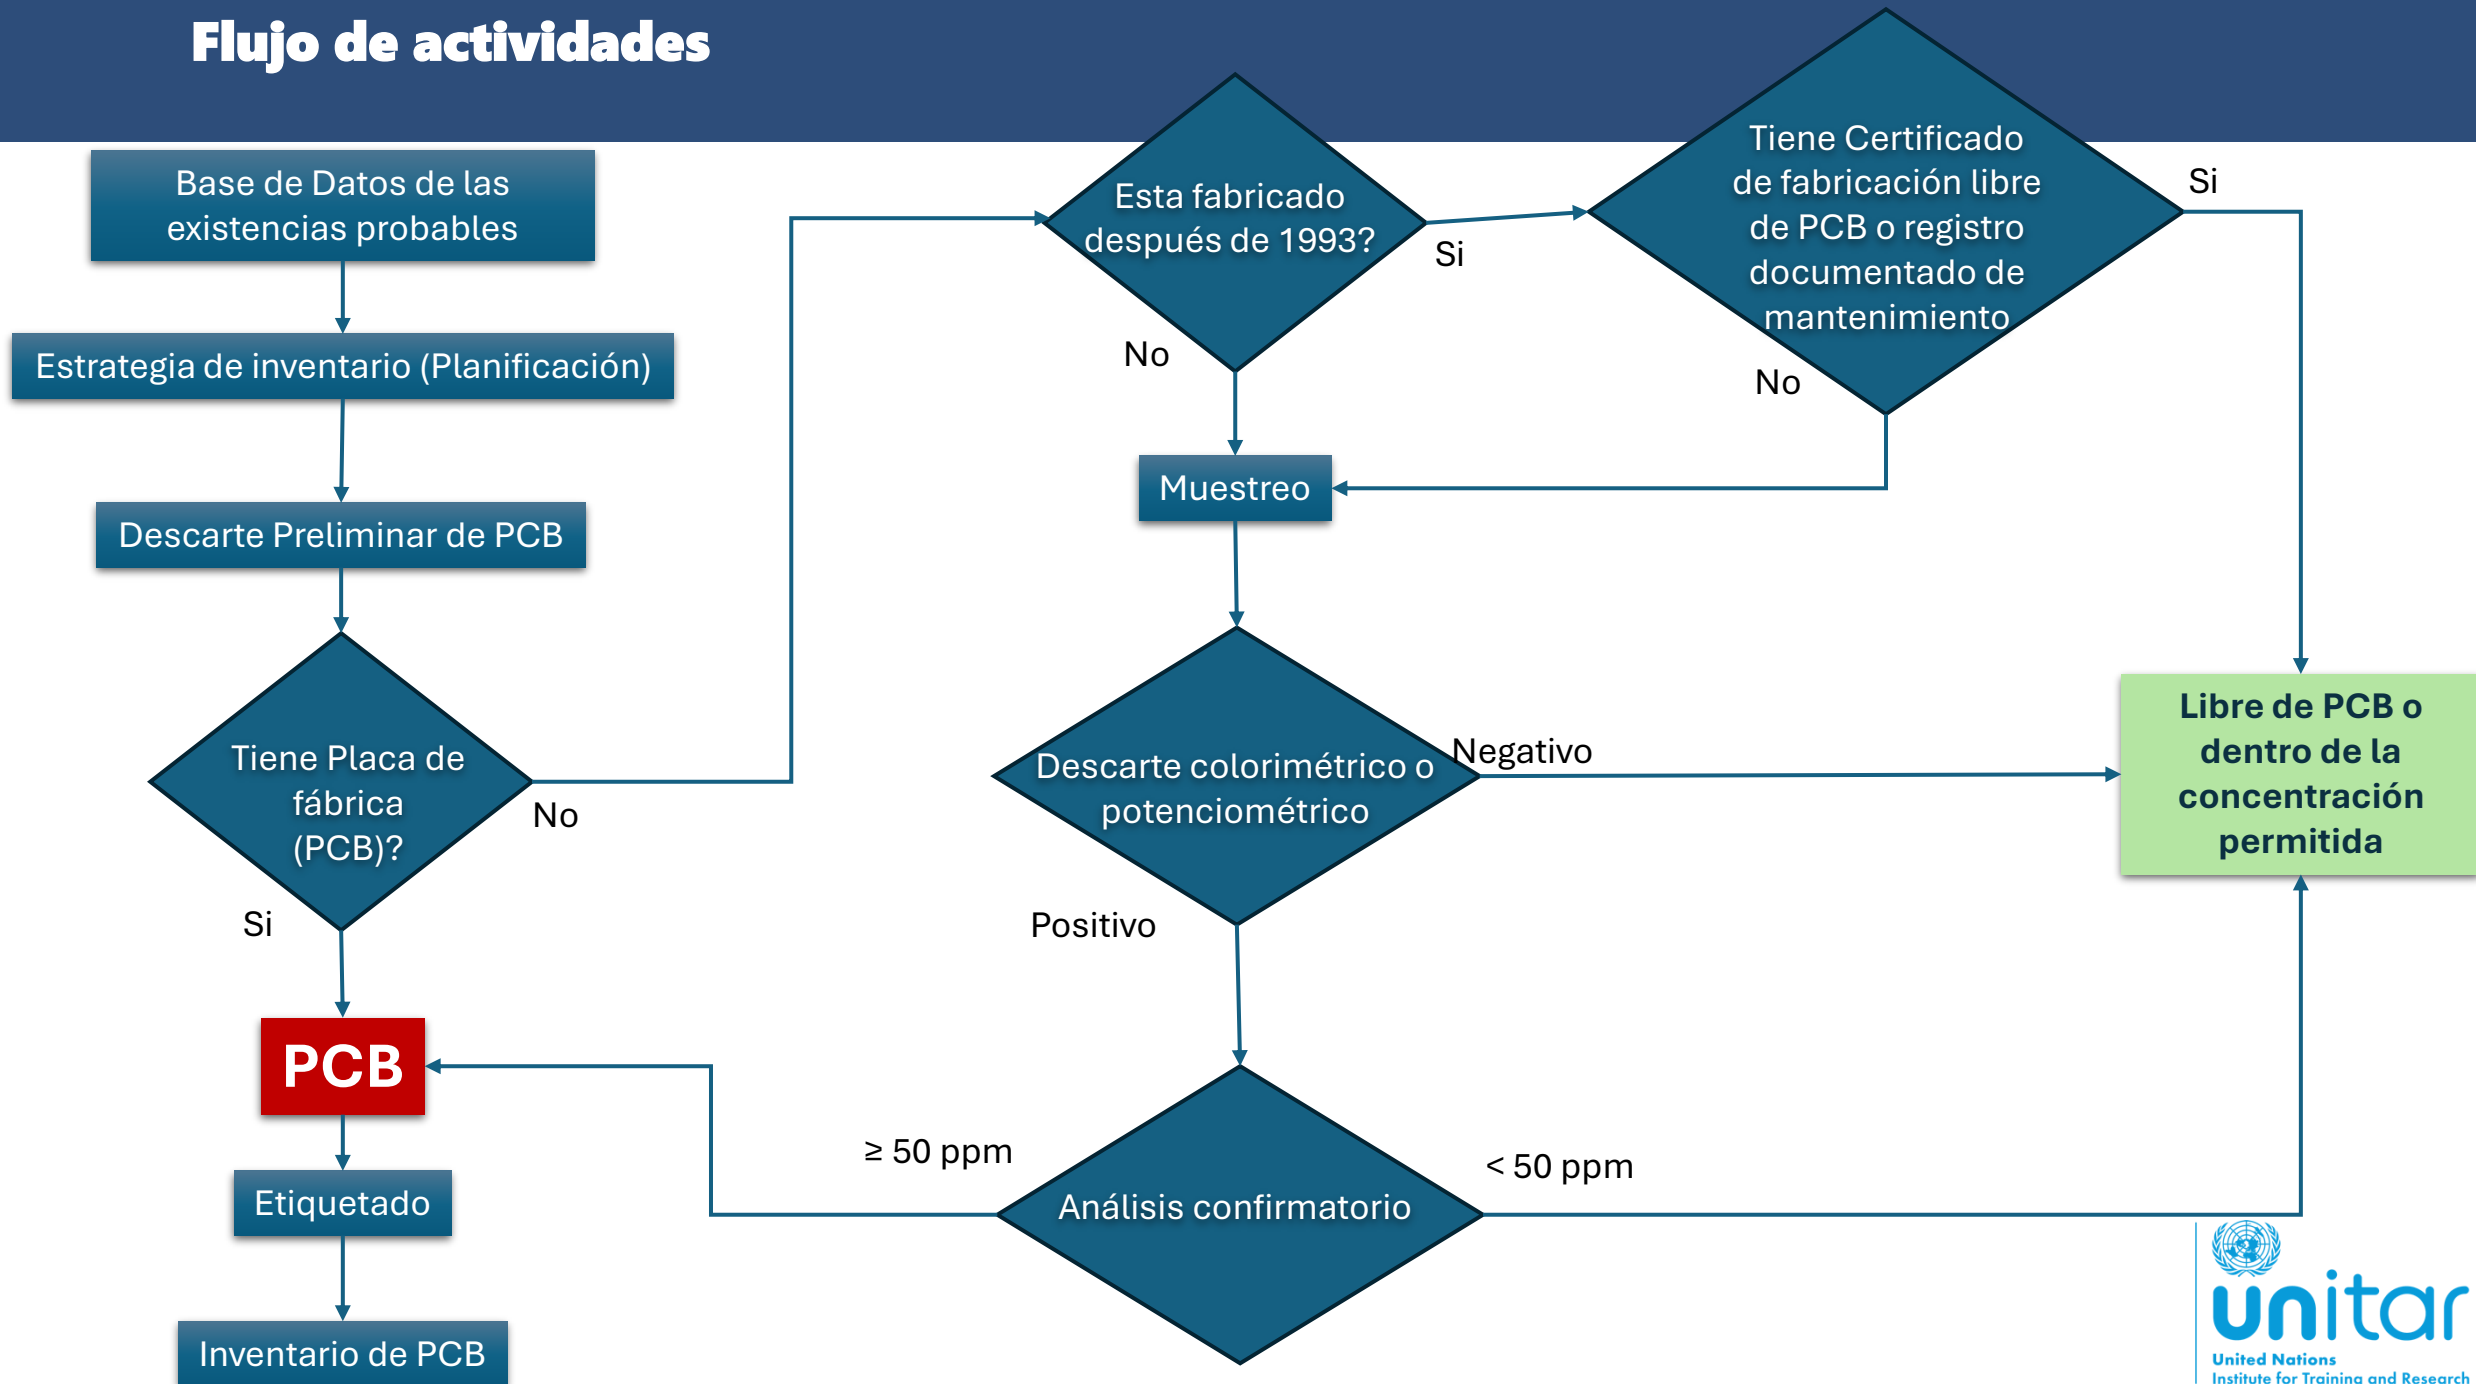 Flujo de actividades
Base de Datos de las
existencias probables
Estrategia de inventario (Planificación)
Descarte Preliminar de PCB
Tiene Placa de
fábrica
(PCB)?
No
Si
PCB
Etiquetado
Inventario de PCB
Esta fabricado
después de 1993?
Si
No
Tiene Certificado
de fabricación libre
de PCB o registro
documentado de
mantenimiento
Si
No
Muestreo
Descarte colorimétrico o
potenciométrico
Negativo
Positivo
Análisis confirmatorio
≥ 50 ppm
< 50 ppm
Libre de PCB o
dentro de la
concentración
permitida
unitar
United Nations
Institute for Training and Research